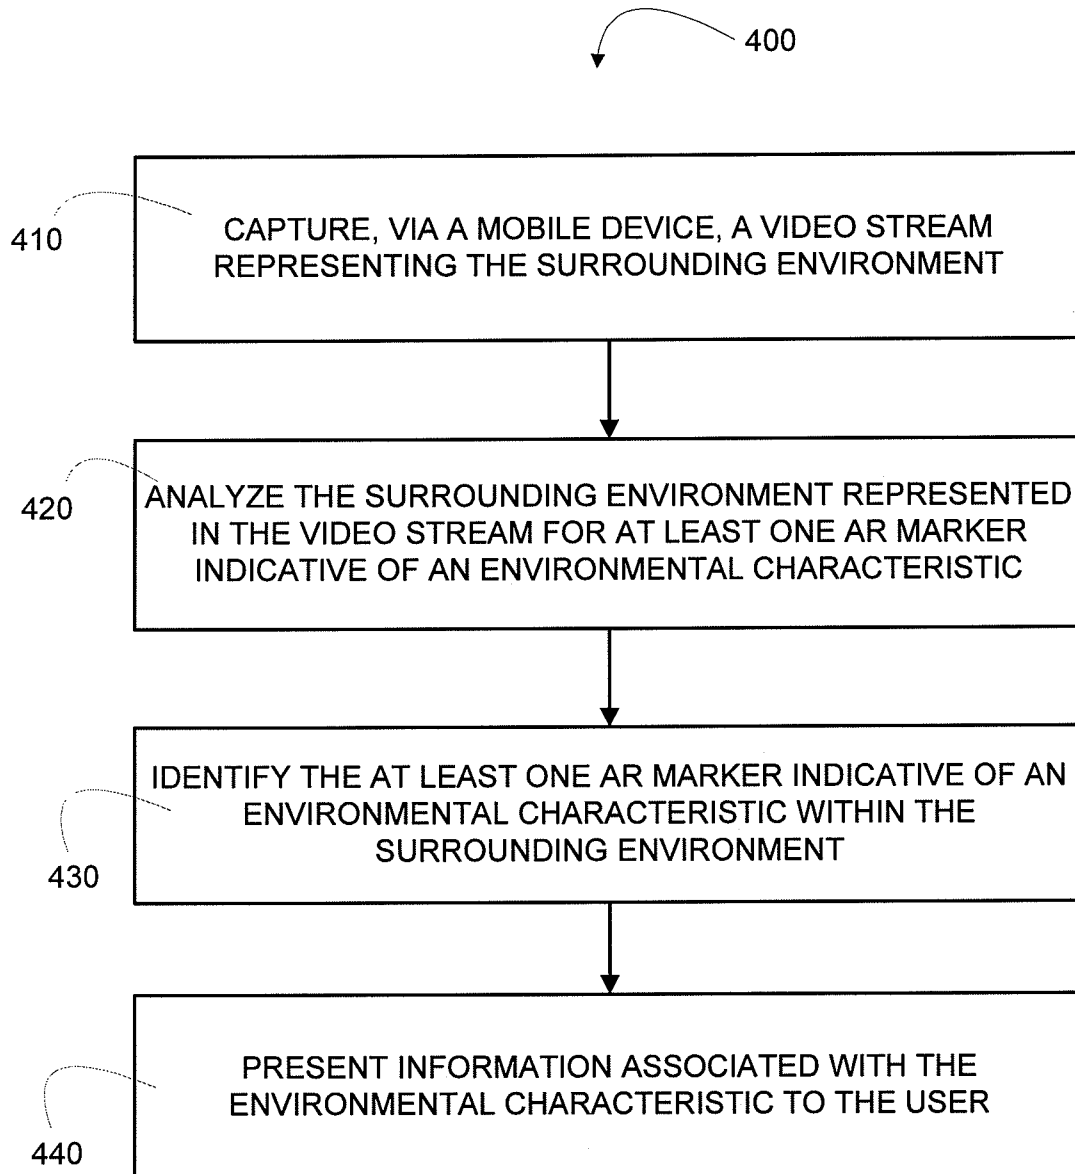 400
410
CAPTURE, VIA A MOBILE DEVICE, A VIDEO STREAM
REPRESENTING THE SURROUNDING ENVIRONMENT
420
ANALYZE THE SURROUNDING ENVIRONMENT REPRESENTED
IN THE VIDEO STREAM FOR AT LEAST ONE AR MARKER
INDICATIVE OF AN ENVIRONMENTAL CHARACTERISTIC
430
IDENTIFY THE AT LEAST ONE AR MARKER INDICATIVE OF AN
ENVIRONMENTAL CHARACTERISTIC WITHIN THE
SURROUNDING ENVIRONMENT
440
PRESENT INFORMATION ASSOCIATED WITH THE
ENVIRONMENTAL CHARACTERISTIC TO THE USER